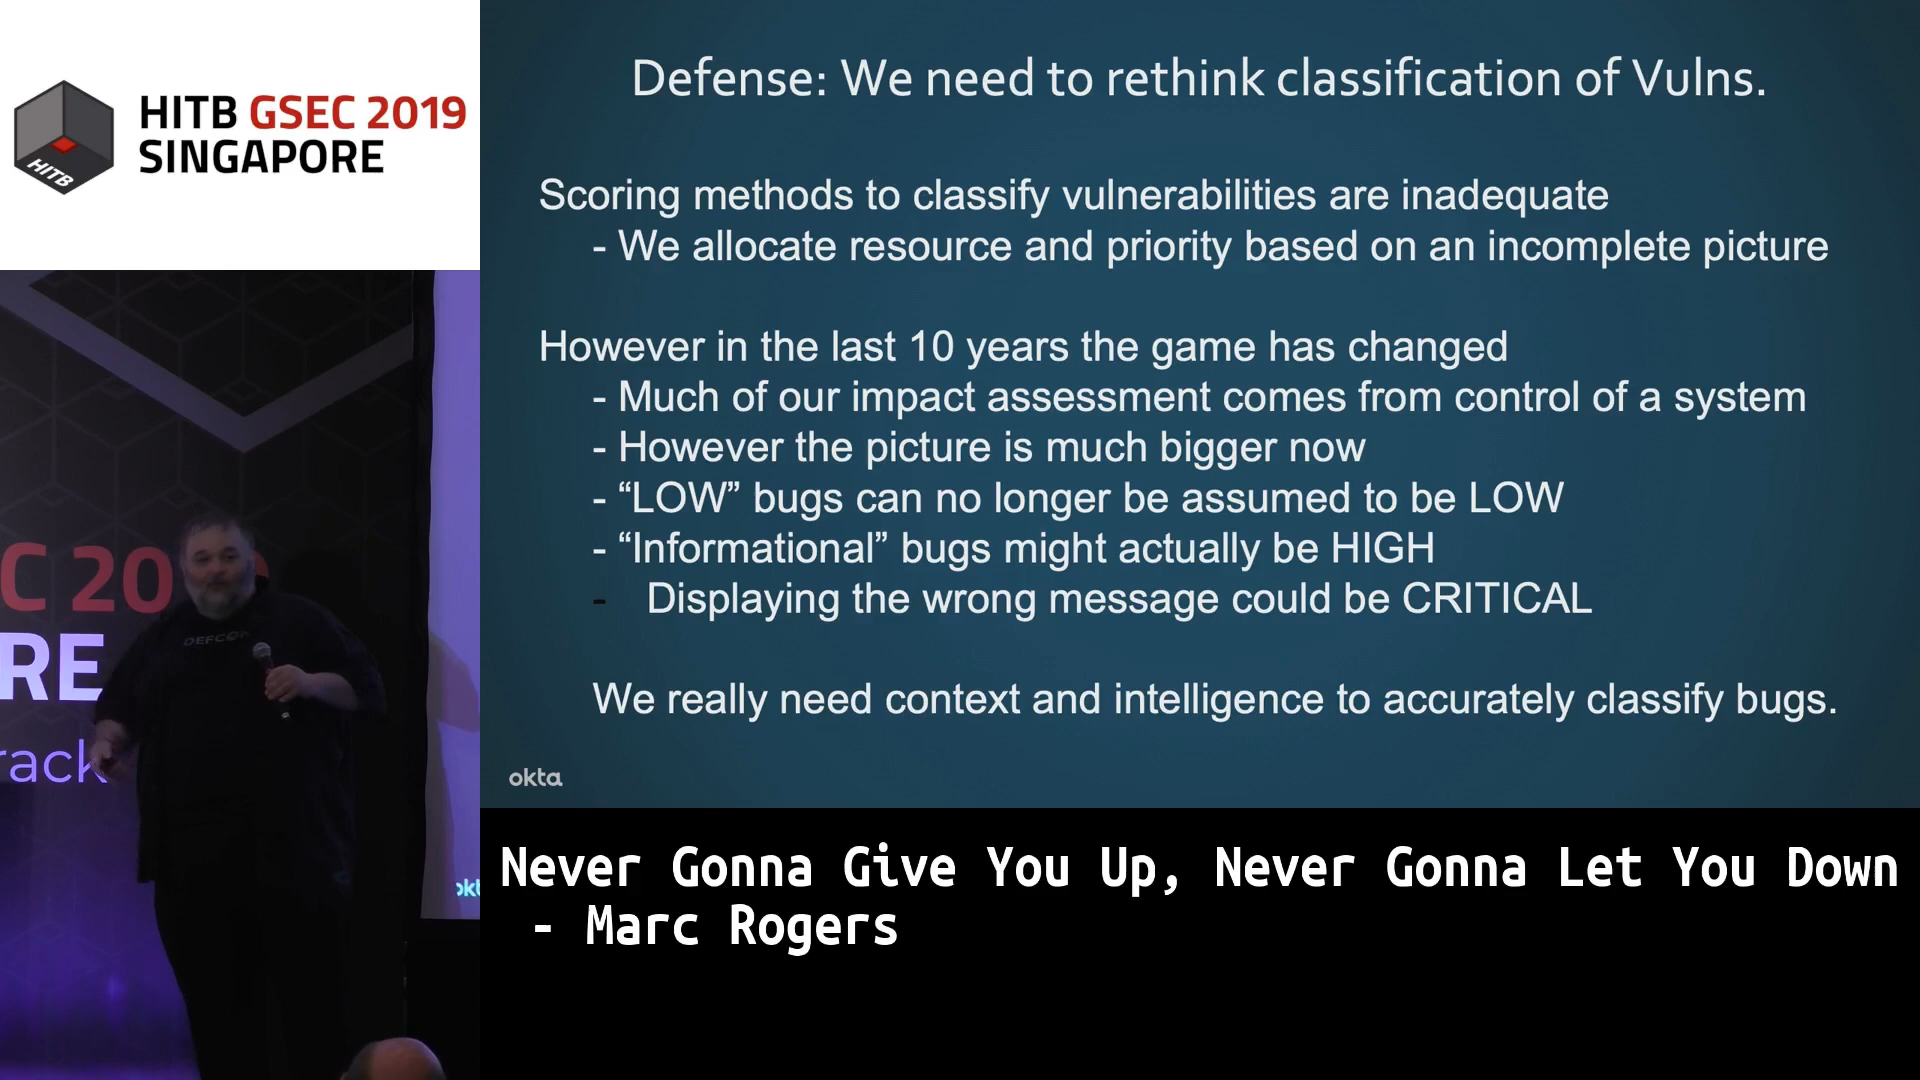 HITB GSEC 2019
SINGAPORE
HITB
Defense: We need to rethink classification of Vulns.
Scoring methods to classify vulnerabilities are inadequate
- We allocate resource and priority based on an incomplete picture
However in the last 10 years the game has changed
- Much of our impact assessment comes from control of a system
- However the picture is much bigger now
- “LOW” bugs can no longer be assumed to be LOW
- “Informational” bugs might actually be HIGH
- Displaying the wrong message could be CRITICAL
We really need context and intelligence to accurately classify bugs.
okta
C 20
RE
rack
DEFCON
okt
Never Gonna Give You Up, Never Gonna Let You Down
- Marc Rogers